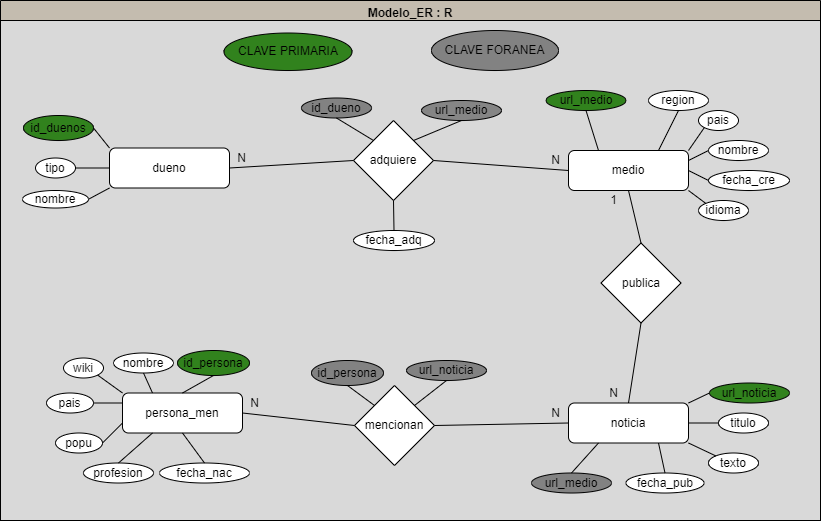 Modelo_ER : R
CLAVE PRIMARIA
CLAVE FORANEA
id_duenos
tipo
nombre
dueno
N
id_dueno
url_medio
adquiere
fecha_adq
N
url_medio
region
pais
nombre
fecha_cre
idioma
medio
1
publica
N
wiki
nombre
id_persona
pais
popu
profesion
fecha_nac
persona_men
N
id_persona
url_noticia
mencionan
N
noticia
url_noticia
titulo
texto
url_medio
fecha_pub